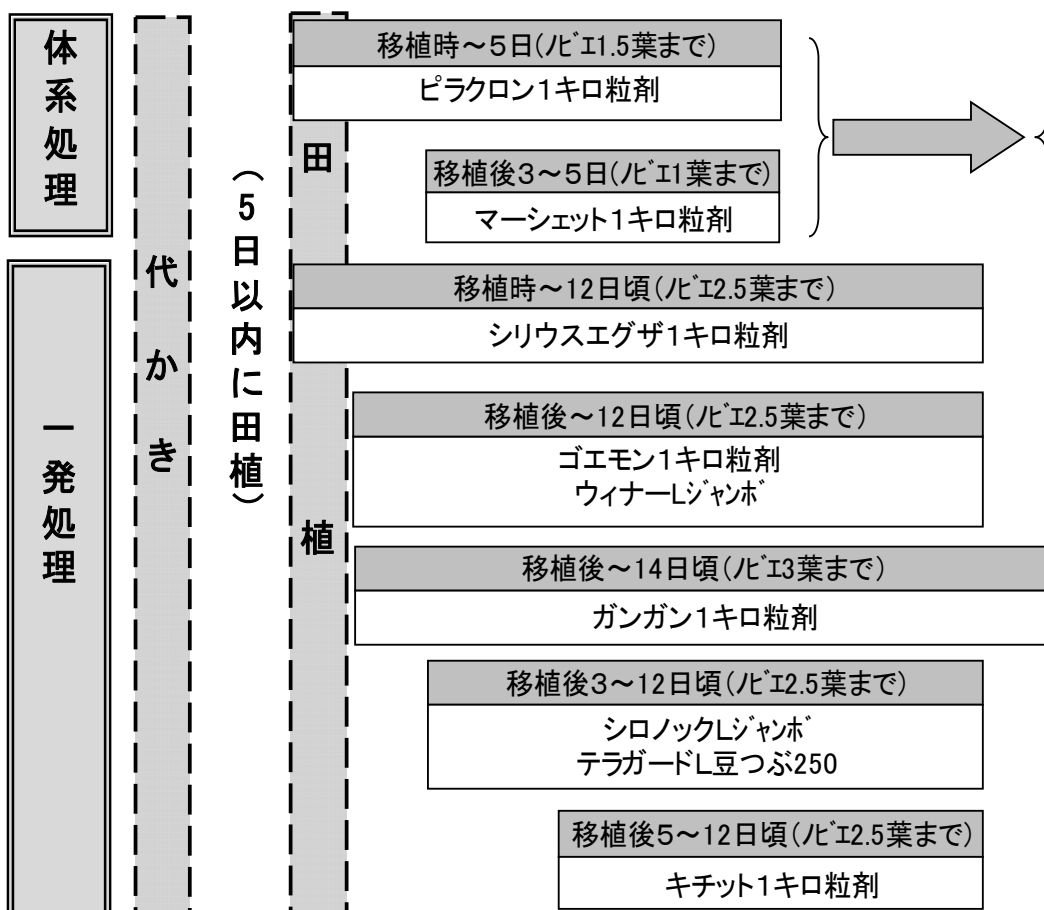 体系処理
一発処理
代かき
（5日以内に田植）
田植
移植時～5日(ﾉﾋﾞｴ1.5葉まで)
ピラクロン1キロ粒剤
移植後3～5日(ﾉﾋﾞｴ1葉まで)
マーシェット1キロ粒剤
移植時～12日頃(ﾉﾋﾞｴ2.5葉まで)
シリウスエグザ1キロ粒剤
移植後～12日頃(ﾉﾋﾞｴ2.5葉まで)
ゴエモン1キロ粒剤
ウィナーLｼﾞｬﾝﾎﾞ
移植後～14日頃(ﾉﾋﾞｴ3葉まで)
ガンガン1キロ粒剤
移植後3～12日頃(ﾉﾋﾞｴ2.5葉まで)
シロノックLｼﾞｬﾝﾎﾞ
テラガードL豆つぶ250
移植後5～12日頃(ﾉﾋﾞｴ2.5葉まで)
キチット1キロ粒剤